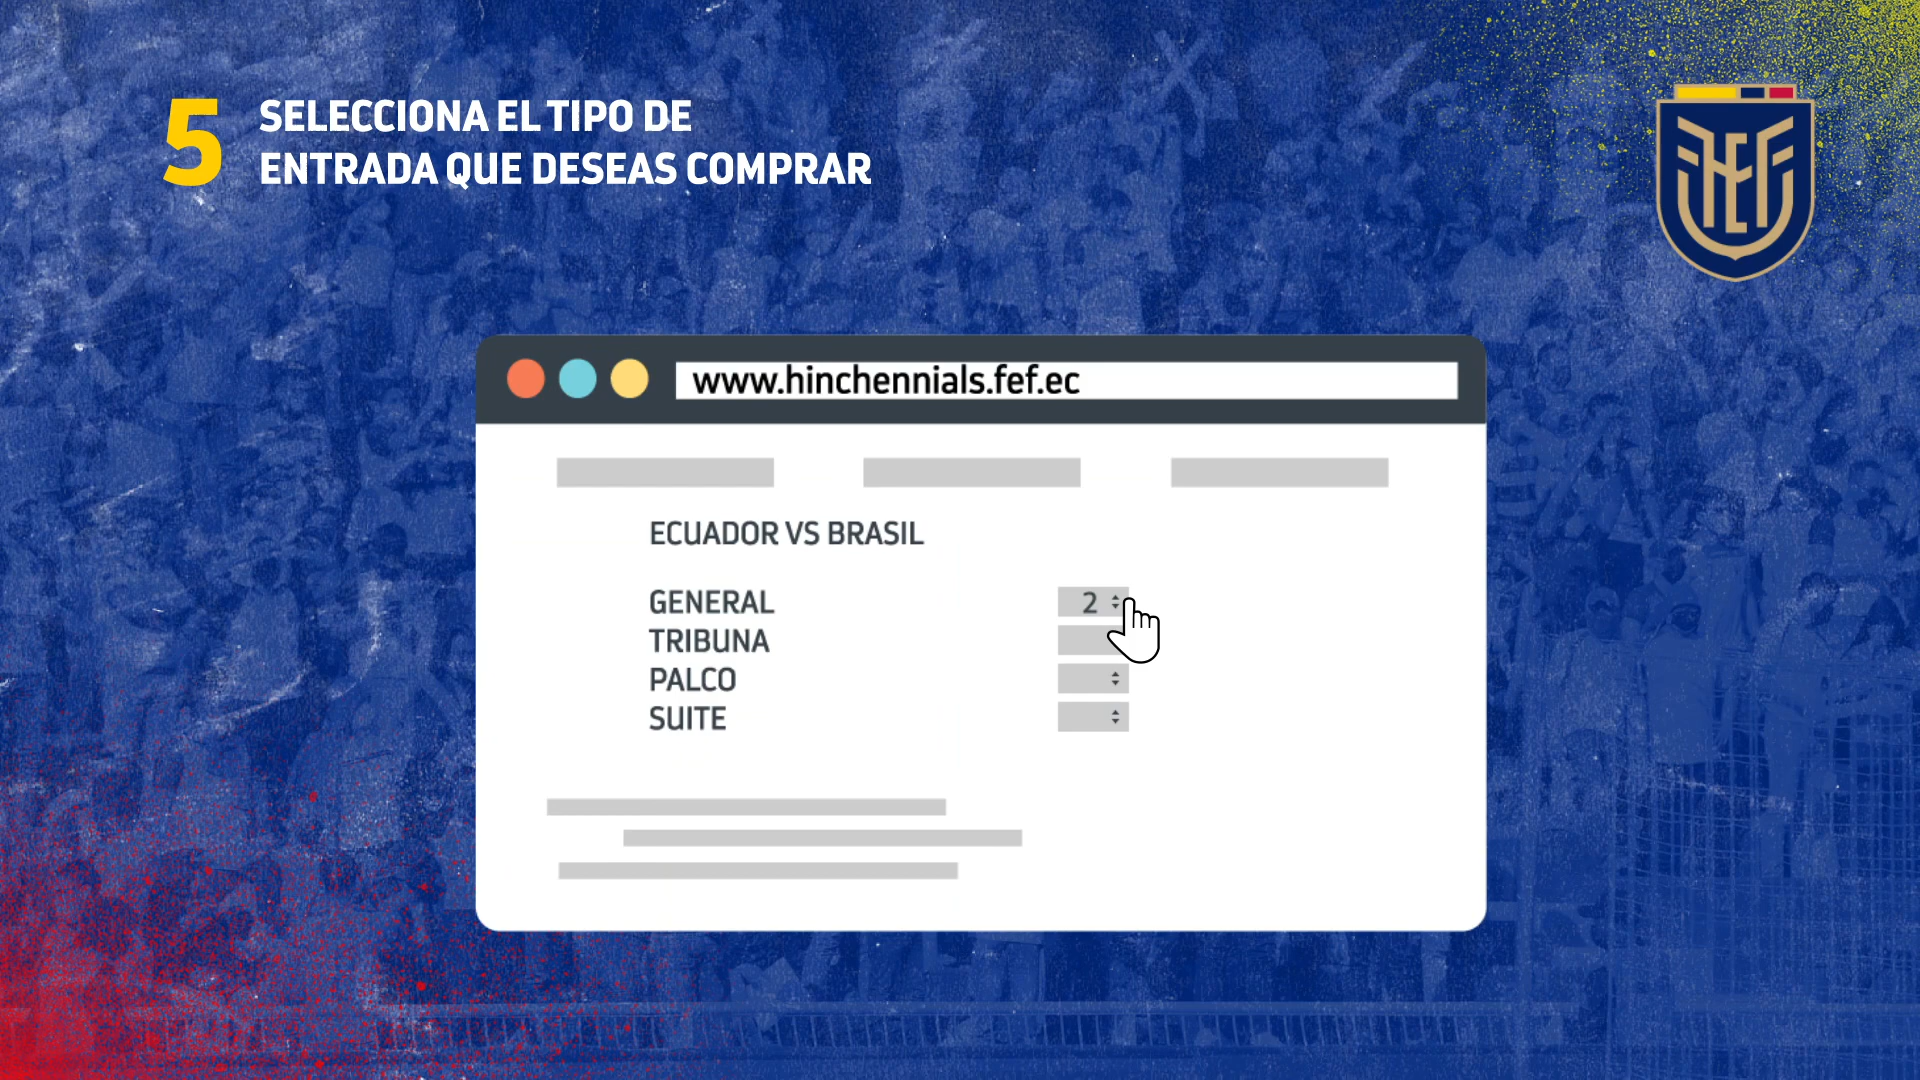 5
SELECCIONA EL TIPO DE
ENTRADA QUE DESEAS COMPRAR
FEF
www.hinchennials.fef.ec
ECUADOR VS BRASIL
GENERAL 2
TRIBUNA
PALCO
SUITE